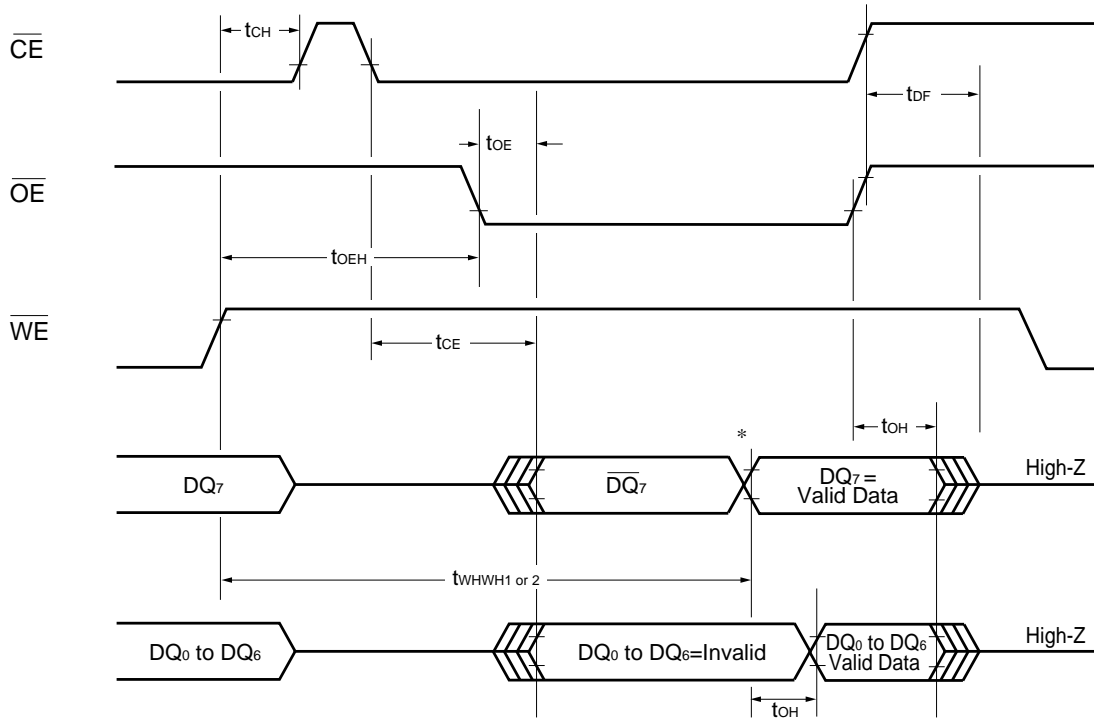 CE
tCH
tDF
OE
tOE
tOEH
WE
tCE
tOH
*
DQ7
DQ7
DQ7 =
Valid Data
High-Z
tWHWH1 or 2
DQ0 to DQ6
DQ0 to DQ6=Invalid
DQ0 to DQ6
Valid Data
High-Z
tOH